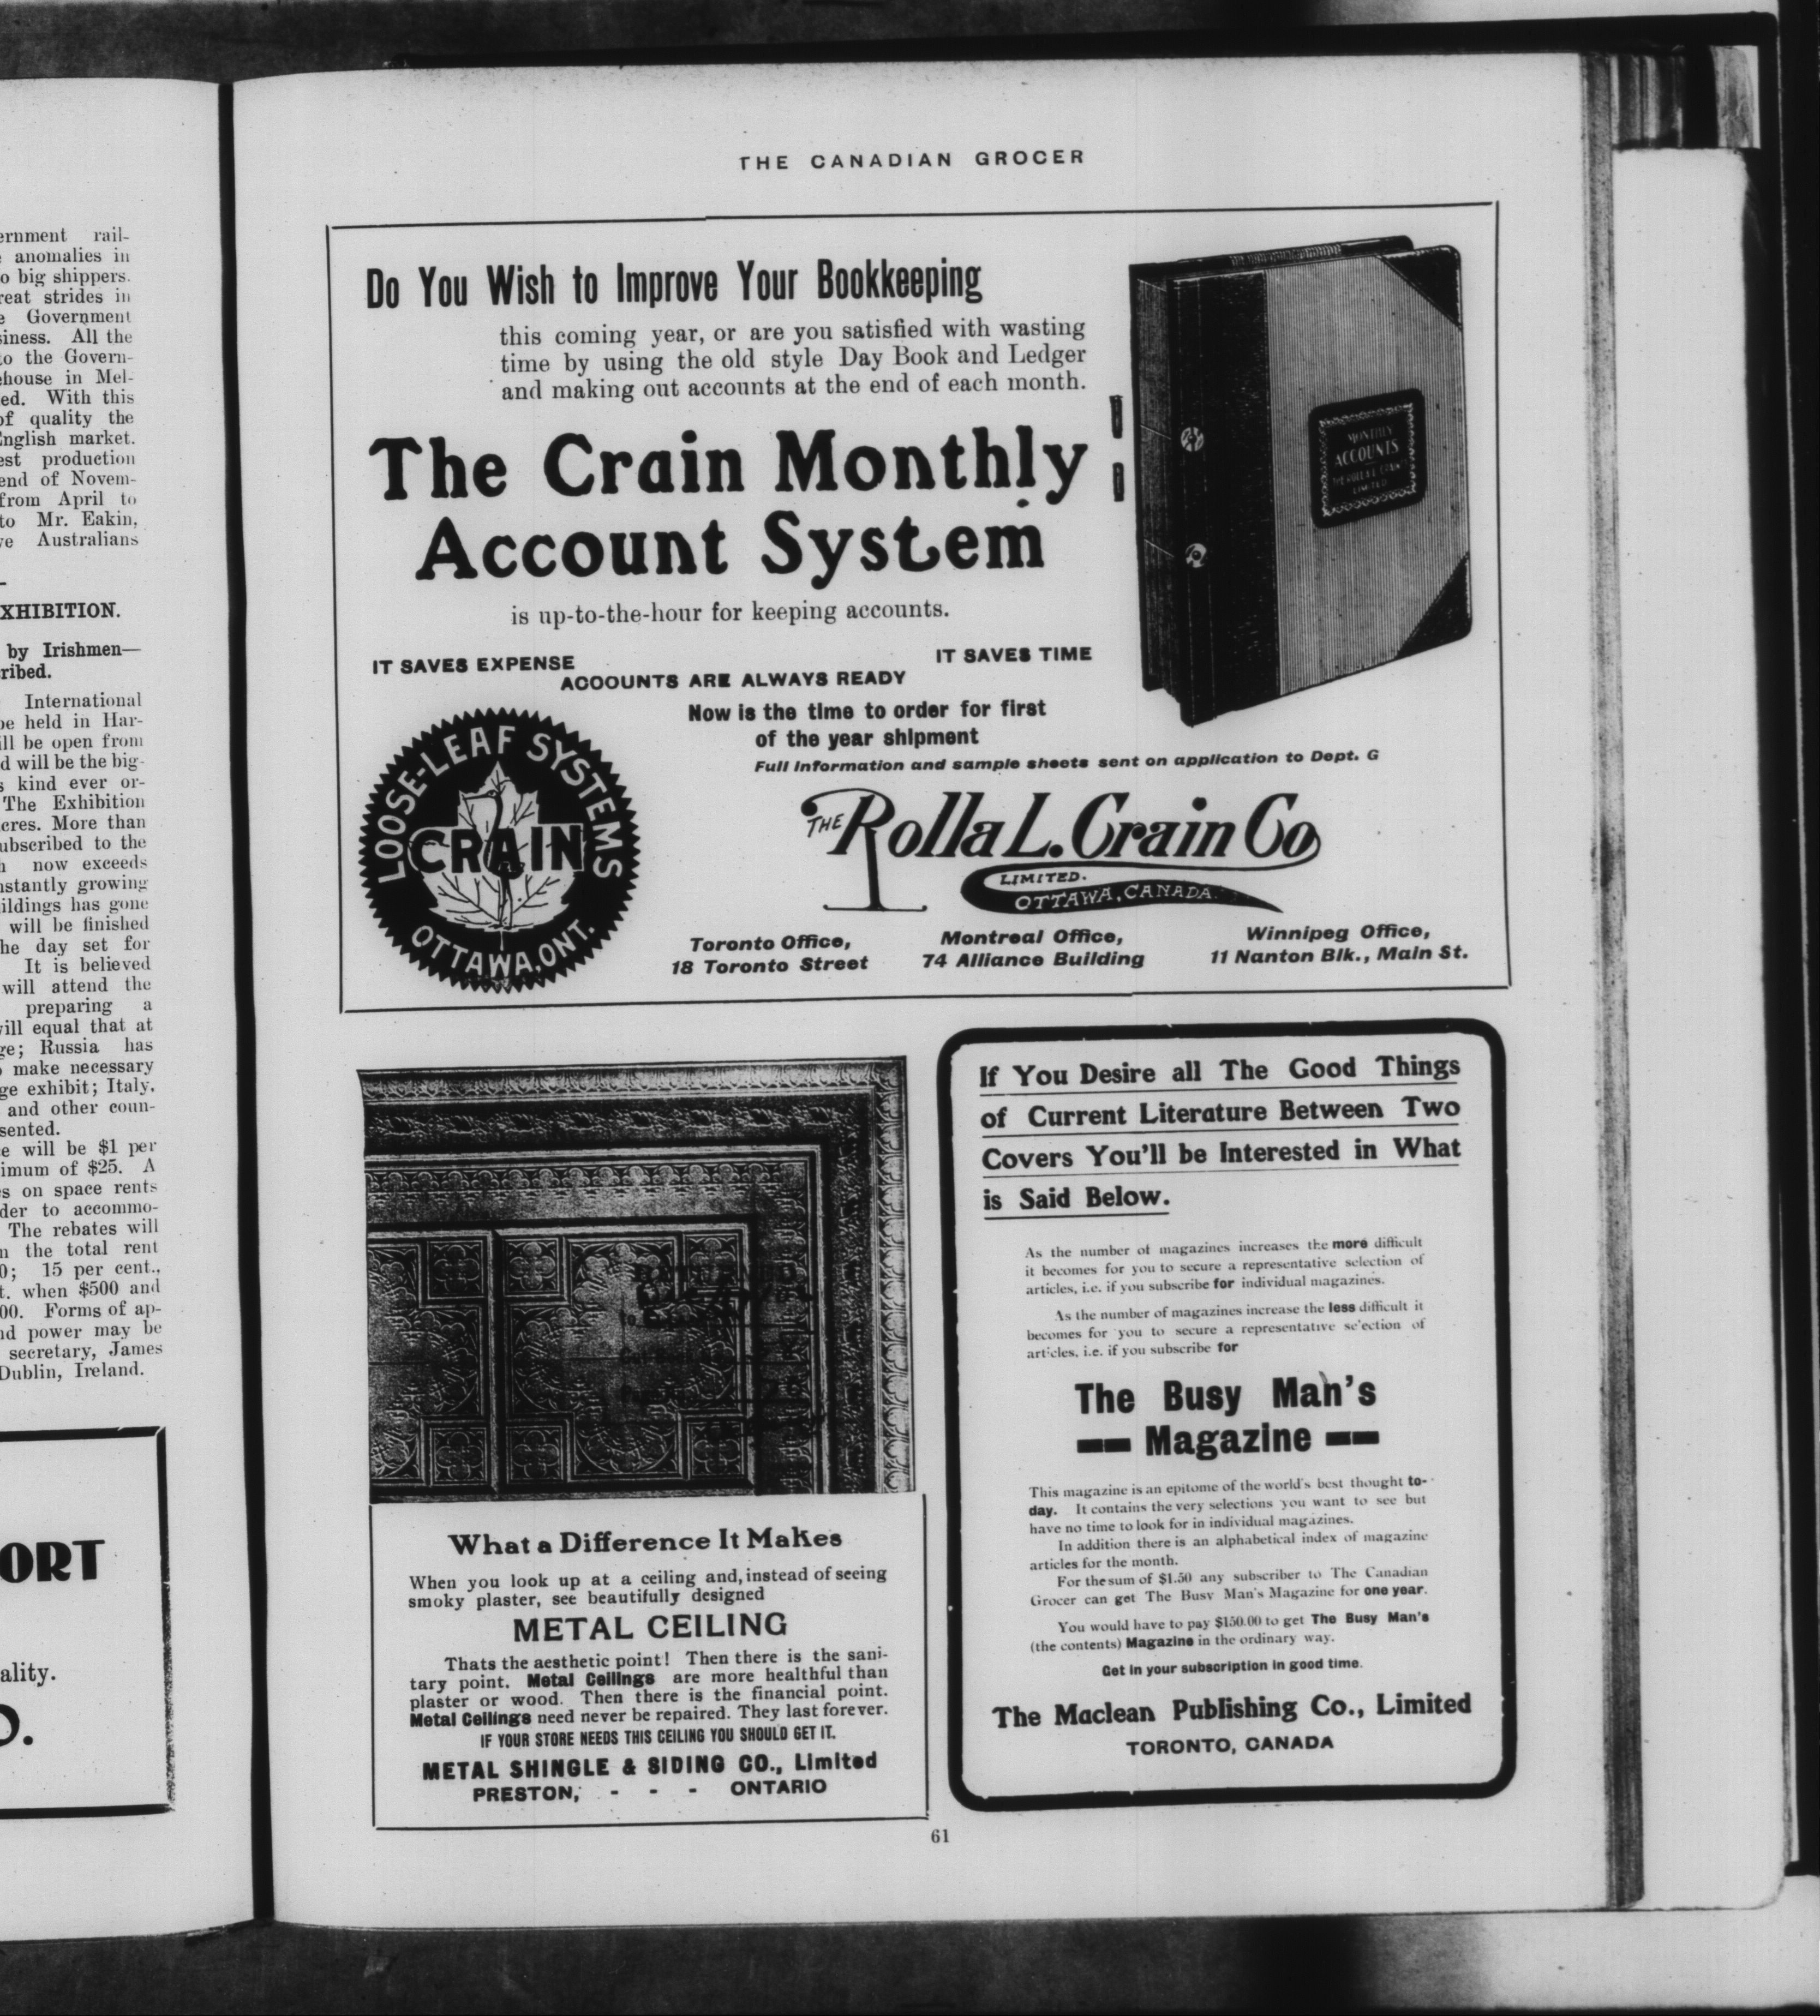 ernment rail-
anomalies in
o big shippers.
reat strides in
e Government
siness. All the
to the Govern-
ehouse in Mel-
ed. With this
of quality the
English market.
est production
end of Novem-
from April to
to Mr. Eakin,
ve Australians
XHIBITION.
by Irishmen—
ribed.
International
be held in Har-
ill be open from
d will be the big-
s kind ever or-
The Exhibition
cres. More than
ubscribed to the
h now exceeds
nstantly growing
ildings has gone
will be finished
he day set for
It is believed
will attend the
preparing a
will equal that at
ge; Russia has
o make necessary
ge exhibit; Italy,
and other coun-
sented.
e will be $1 per
imum of $25. A
s on space rents
der to accommo-
The rebates will
n the total rent
0; 15 per cent.,
t. when $500 and
00. Forms of ap-
nd power may be
secretary, James
Dublin, Ireland.
ORT
ality.
O.
THE CANADIAN GROCER
Do You Wish to Improve Your Bookkeeping
this coming year, or are you satisfied with wasting
time by using the old style Day Book and Ledger
and making out accounts at the end of each month.
The Crain Monthly
Account System
is up-to-the-hour for keeping accounts.
IT SAVES EXPENSE
IT SAVES TIME
ACOOUNTS ARE ALWAYS READY
Now is the time to order for first
of the year shipment
Full Information and sample sheets sent on application to Dept. G
MONTHLY
ACCOUNTS
THE ROLLA L. CRAIN
LIMITED
LOOSE-LEAF SYSTEMS
CRAIN
OTTAWA, ONT.
THE Rolla L. Crain Co
LIMITED.
OTTAWA, CANADA.
Toronto Office,
18 Toronto Street
Montreal Office,
74 Alliance Building
Winnipeg Office,
11 Nanton Blk., Main St.
What a Difference It Makes
When you look up at a ceiling and, instead of seeing
smoky plaster, see beautifully designed
METAL CEILING
Thats the aesthetic point! Then there is the sani-
tary point. Metal Ceilings are more healthful than
plaster or wood. Then there is the financial point.
Metal Ceilings need never be repaired. They last forever.
IF YOUR STORE NEEDS THIS CEILING YOU SHOULD GET IT.
METAL SHINGLE & SIDING CO., Limited
PRESTON, - - - ONTARIO
If You Desire all The Good Things
of Current Literature Between Two
Covers You'll be Interested in What
is Said Below.
As the number of magazines increases the more difficult
it becomes for you to secure a representative selection of
articles, i.e. if you subscribe for individual magazines.
As the number of magazines increase the less difficult it
becomes for you to secure a representative se'ection of
articles, i.e. if you subscribe for
The Busy Man's
Magazine
This magazine is an epitome of the world's best thought to-
day. It contains the very selections you want to see but
have no time to look for in individual magazines.
In addition there is an alphabetical index of magazine
articles for the month.
For the sum of $1.50 any subscriber to The Canadian
Grocer can get The Busy Man's Magazine for one year.
You would have to pay $150.00 to get The Busy Man's
(the contents) Magazine in the ordinary way.
Get in your subscription in good time.
The Maclean Publishing Co., Limited
TORONTO, CANADA
61